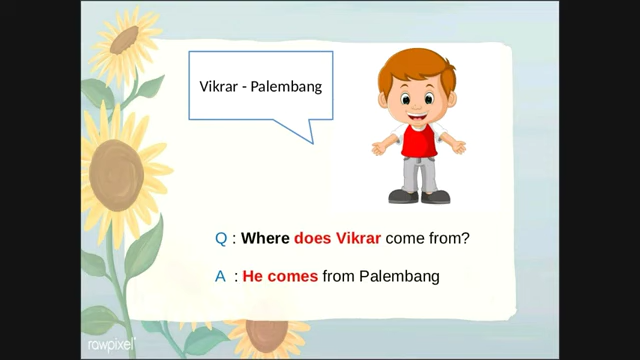 Vikrar - Palembang
Q : Where does Vikrar come from?
A : He comes from Palembang
rawpixel